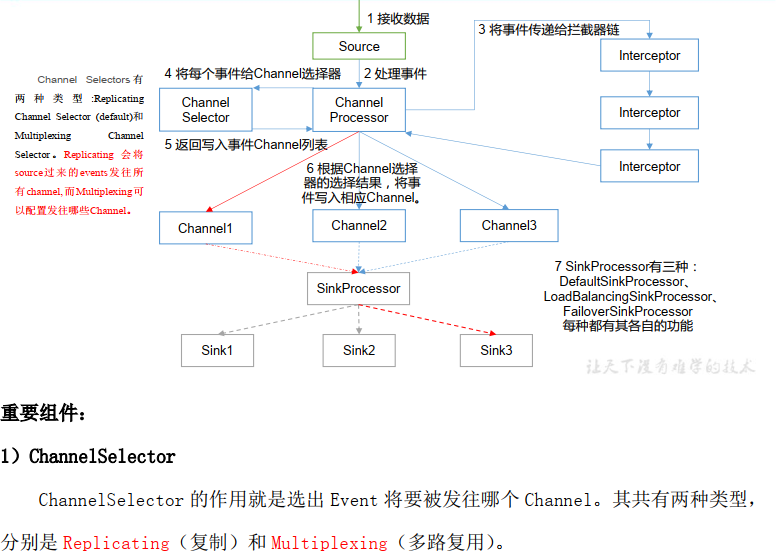 1 接收数据
Source
3 将事件传递给拦截器链
Interceptor
Interceptor
Interceptor
4 将每个事件给Channel选择器
2 处理事件
Channel
Selector
Channel
Processor
5 返回写入事件Channel列表
Channel Selectors有
两种类型:Replicating
Channel Selector (default)和
Multiplexing Channel
Selector。Replicating 会将
source过来的events发往所
有channel,而Multiplexing可
以配置发往哪些Channel。
6 根据Channel选择
器的选择结果，将事
件写入相应Channel。
Channel1
Channel2
Channel3
SinkProcessor
7 SinkProcessor有三种：
DefaultSinkProcessor、
LoadBalancingSinkProcessor、
FailoverSinkProcessor
每种都有其各自的功能
Sink1
Sink2
Sink3
让天下没有难学的技术
重要组件：
1）ChannelSelector
ChannelSelector 的作用就是选出 Event 将要被发往哪个 Channel。其共有两种类型，
分别是 Replicating（复制）和 Multiplexing（多路复用）。